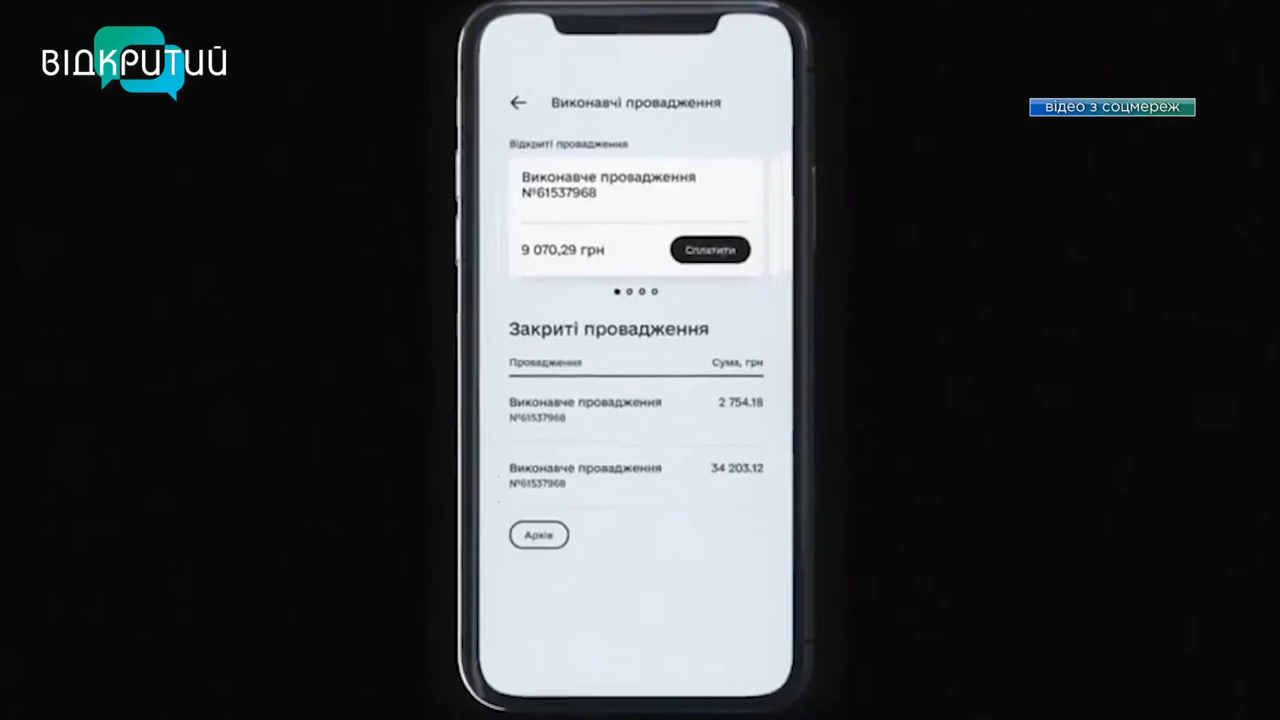 ВІДКРИТИЙ
відео з соцмереж
Виконавчі провадження
Відкриті провадження
Виконавче провадження
№61537968
9 070,29 грн
Сплатити
Закриті провадження
Провадження
Сума, грн
Виконавче провадження
2 754.18
№61537968
Виконавче провадження
34 203.12
№61537968
Архів